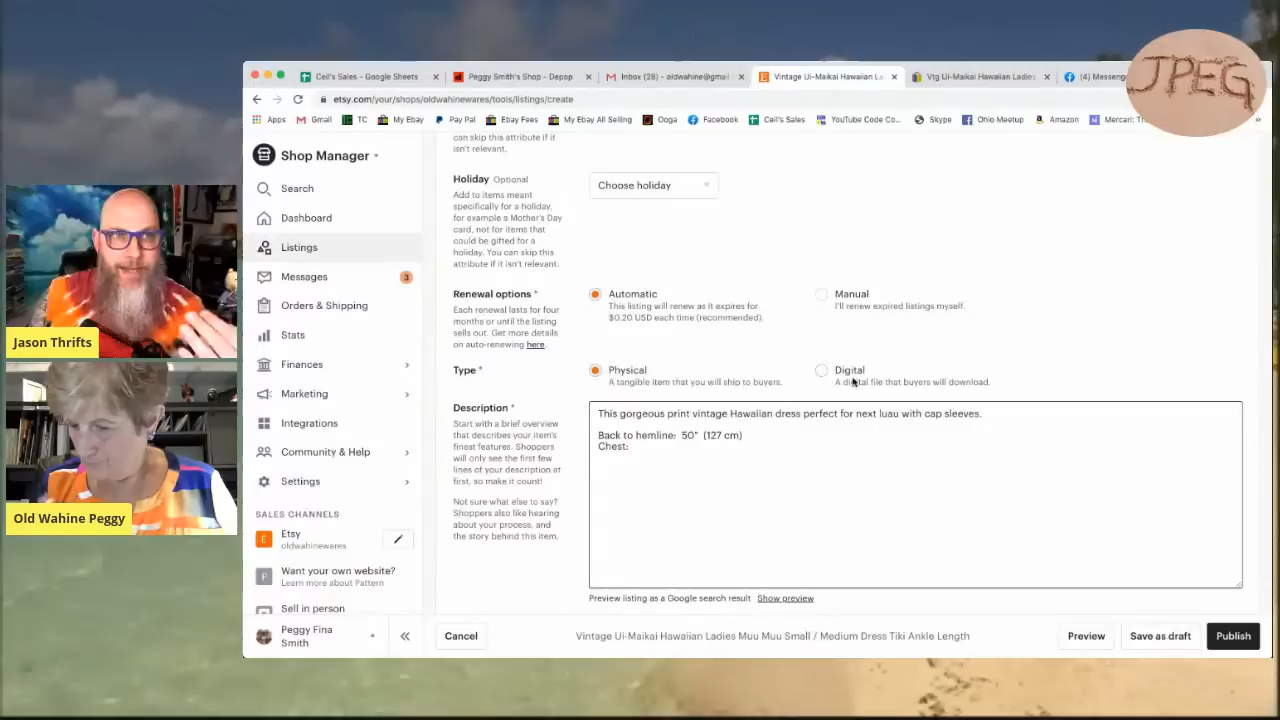 JPEG
Ceil's Sales - Google Sheets
Peggy Smith's Shop - Depop
Inbox (28) - oldwahine@gmail
Vintage Ui-Maikai Hawaiian La
Vtg Ui-Maikai Hawaiian Ladies
(4) Messeng
etsy.com/your/shops/oldwahinewares/tools/listings/create
Apps Gmail TC My Ebay Pay Pal Ebay Fees My Ebay All Selling Ooga Facebook Ceil's Sales YouTube Code Co... Skype Ohio Meetup Amazon Mercari:
Shop Manager
Search
Dashboard
Listings
Messages 3
Orders & Shipping
Stats
Finances
Marketing
Integrations
Community & Help
Settings
SALES CHANNELS
Etsy
oldwahinewares
Want your own website?
Learn more about Pattern
Sell in person
Peggy Fina
Smith
can skip this attribute if it
isn't relevant.
Holiday Optional
Add to items meant
specifically for a holiday,
for example a Mother's Day
card, not for items that
could be gifted for a
holiday. You can skip this
attribute if it isn't relevant.
Choose holiday
Renewal options *
Each renewal lasts for four
months or until the listing
sells out. Get more details
on auto-renewing here.
Automatic
This listing will renew as it expires for
$0.20 USD each time (recommended).
Manual
I'll renew expired listings myself.
Type *
Physical
A tangible item that you will ship to buyers.
Digital
A digital file that buyers will download.
Description *
Start with a brief overview
that describes your item's
finest features. Shoppers
will only see the first few
lines of your description at
first, so make it count!
Not sure what else to say?
Shoppers also like hearing
about your process, and
the story behind this item.
This gorgeous print vintage Hawaiian dress perfect for next luau with cap sleeves.
Back to hemline: 50" (127 cm)
Chest:
Preview listing as a Google search result Show preview
Cancel
Vintage Ui-Maikai Hawaiian Ladies Muu Muu Small / Medium Dress Tiki Ankle Length
Preview
Save as draft
Publish
Jason Thrifts
Old Wahine Peggy